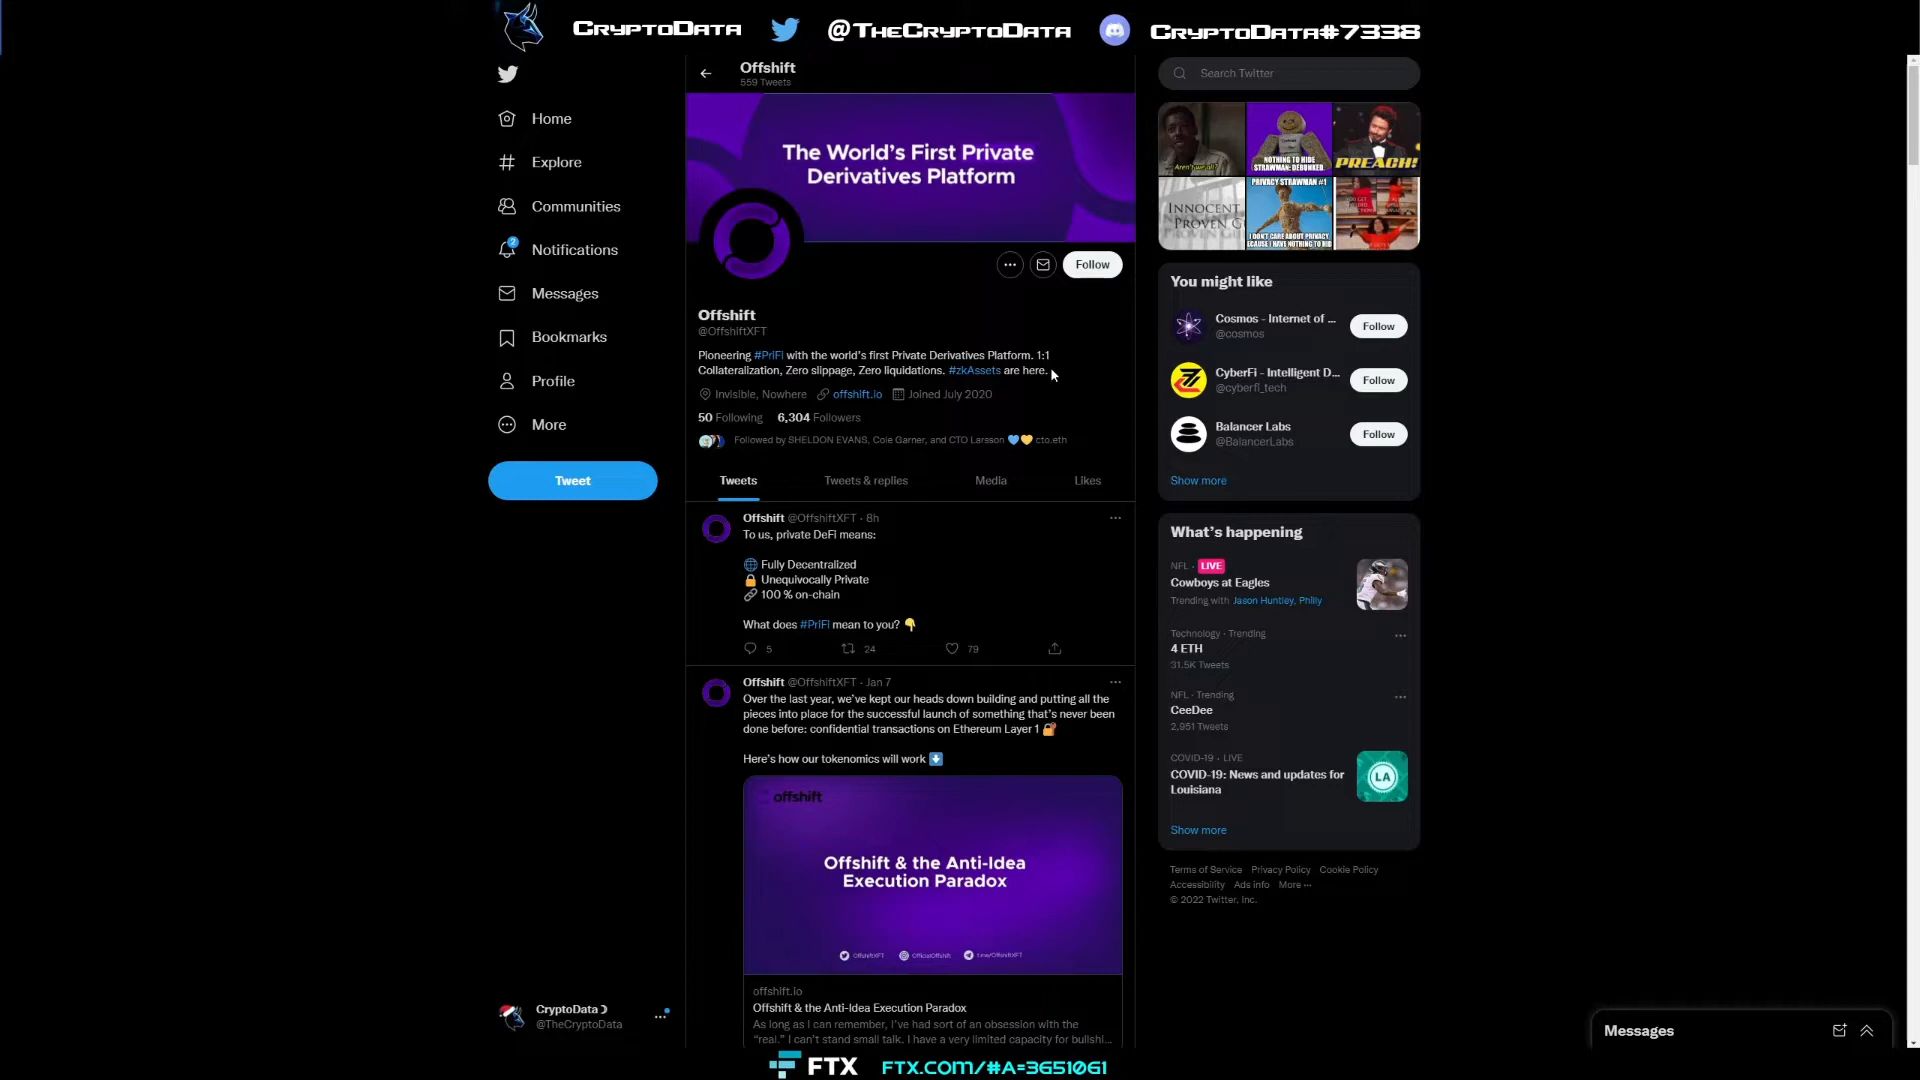 CryptoData @TheCryptoData CryptoData#7338
Offshift
559 Tweets
Search Twitter
Home
Explore
Communities
2
Notifications
Messages
Bookmarks
Profile
More
Tweet
CryptoData
@TheCryptoData
The World's First Private
Derivatives Platform
Follow
Offshift
@OffshiftXFT
Pioneering #PriFi with the world's first Private Derivatives Platform. 1:1
Collateralization, Zero slippage, Zero liquidations. #zkAssets are here.
Invisible, Nowhere offshift.io Joined July 2020
50 Following 6,304 Followers
Followed by SHELDON EVANS, Cole Garner, and CTO Larsson 💙💛 cto.eth
Tweets Tweets & replies Media Likes
Offshift @OffshiftXFT · 8h
To us, private DeFi means:
🌐 Fully Decentralized
🔒 Unequivocally Private
🔗 100 % on-chain
What does #PriFi mean to you? 👇
5 24 79
Offshift @OffshiftXFT · Jan 7
Over the last year, we've kept our heads down building and putting all the
pieces into place for the successful launch of something that's never been
done before: confidential transactions on Ethereum Layer 1 🔐
Here's how our tokenomics will work ⬇️
offshift
Offshift & the Anti-Idea
Execution Paradox
OffshiftXFT OfficialOffshift t.me/OffshiftXFT
offshift.io
Offshift & the Anti-Idea Execution Paradox
As long as I can remember, I've had sort of an obsession with the
"real." I can't stand small talk. I have a very limited capacity for bullshi...
Aren't we all?
NOTHING TO HIDE
STRAWMAN: DEBUNKED.
PREACH!
INNOCENT
PROVEN G
PRIVACY STRAWMAN #1
I DON'T CARE ABOUT PRIVACY
BECAUSE I HAVE NOTHING TO HID
You might like
Cosmos - Internet of ...
@cosmos
Follow
CyberFi - Intelligent D...
@cyberfi_tech
Follow
Balancer Labs
@BalancerLabs
Follow
Show more
What's happening
NFL · LIVE
Cowboys at Eagles
Trending with Jason Huntley, Philly
Technology · Trending
4 ETH
31.5K Tweets
NFL · Trending
CeeDee
2,951 Tweets
COVID-19 · LIVE
COVID-19: News and updates for
Louisiana
LA
Show more
Terms of Service Privacy Policy Cookie Policy
Accessibility Ads info More ···
© 2022 Twitter, Inc.
Messages
FTX FTX.com/#a=3651061